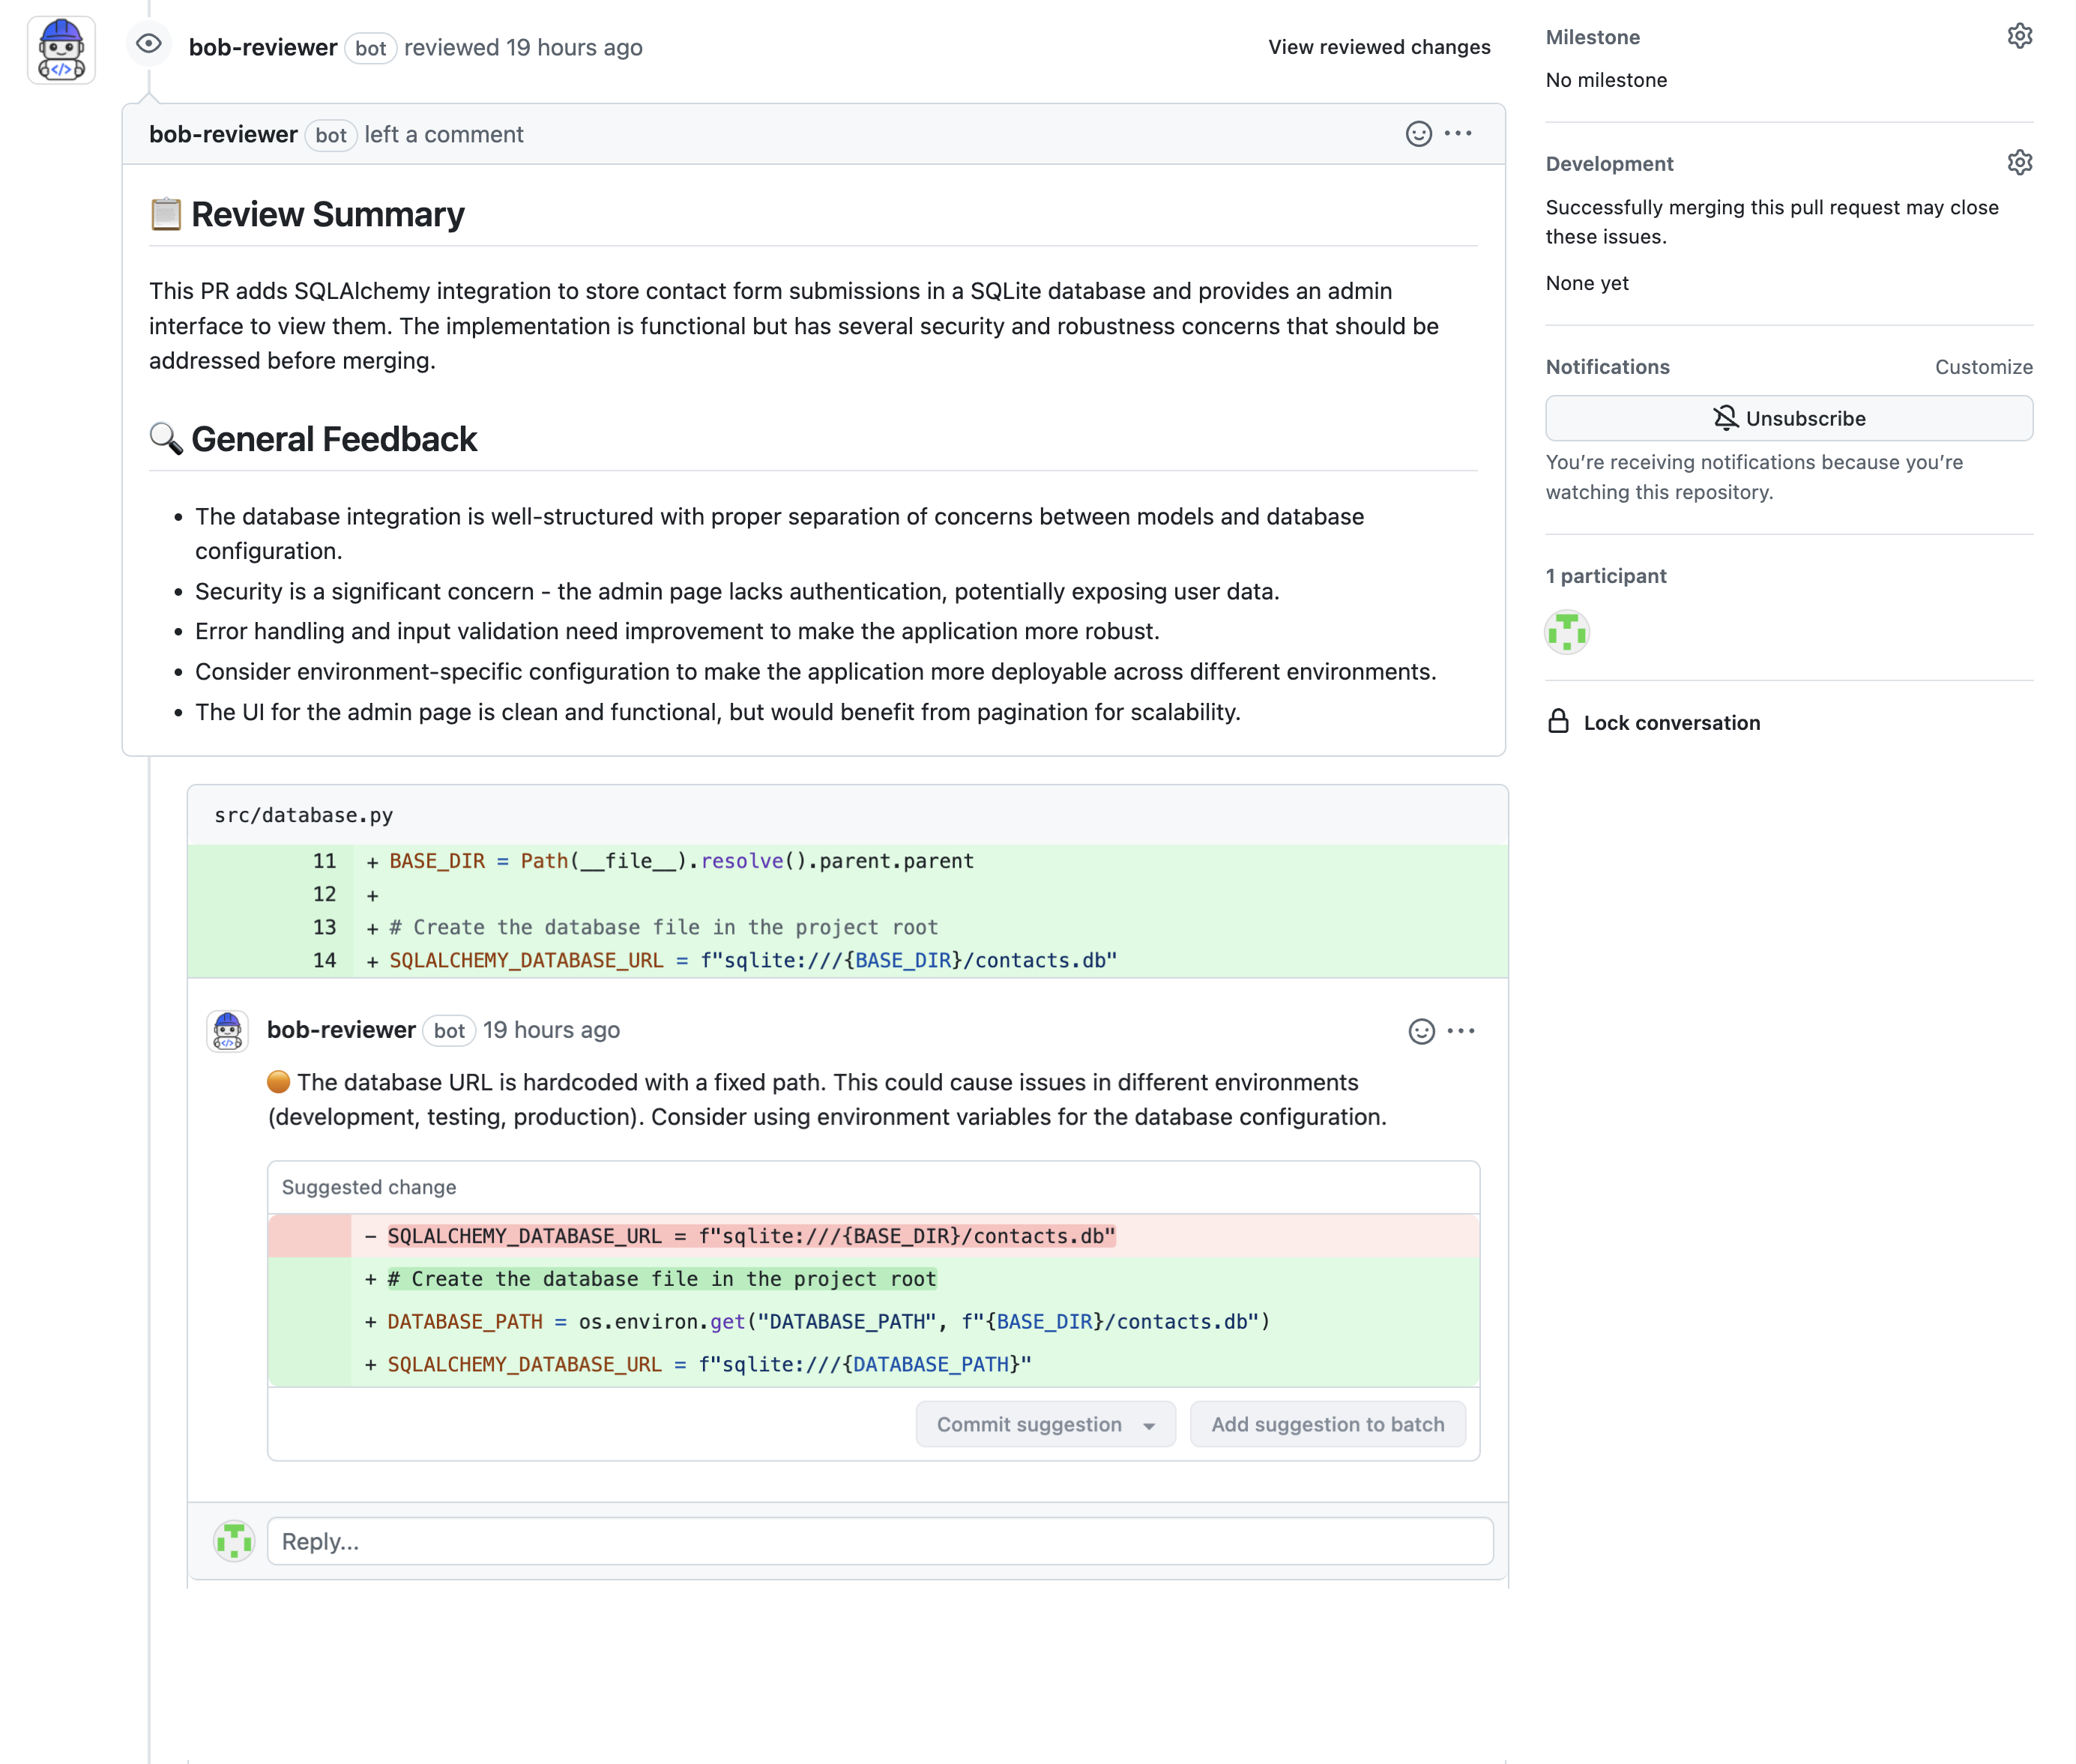 bob-reviewer bot reviewed 19 hours ago
View reviewed changes
bob-reviewer bot left a comment
📋 Review Summary
This PR adds SQLAlchemy integration to store contact form submissions in a SQLite database and provides an admin
interface to view them. The implementation is functional but has several security and robustness concerns that should be
addressed before merging.
🔍 General Feedback
• The database integration is well-structured with proper separation of concerns between models and database
configuration.
• Security is a significant concern - the admin page lacks authentication, potentially exposing user data.
• Error handling and input validation need improvement to make the application more robust.
• Consider environment-specific configuration to make the application more deployable across different environments.
• The UI for the admin page is clean and functional, but would benefit from pagination for scalability.
src/database.py
11 + BASE_DIR = Path(__file__).resolve().parent.parent
12 +
13 + # Create the database file in the project root
14 + SQLALCHEMY_DATABASE_URL = f"sqlite:///{BASE_DIR}/contacts.db"
bob-reviewer bot 19 hours ago
🟠 The database URL is hardcoded with a fixed path. This could cause issues in different environments
(development, testing, production). Consider using environment variables for the database configuration.
Suggested change
- SQLALCHEMY_DATABASE_URL = f"sqlite:///{BASE_DIR}/contacts.db"
+ # Create the database file in the project root
+ DATABASE_PATH = os.environ.get("DATABASE_PATH", f"{BASE_DIR}/contacts.db")
+ SQLALCHEMY_DATABASE_URL = f"sqlite:///{DATABASE_PATH}"
Commit suggestion
Add suggestion to batch
Reply...
Milestone
No milestone
Development
Successfully merging this pull request may close
these issues.
None yet
Notifications
Customize
Unsubscribe
You're receiving notifications because you're
watching this repository.
1 participant
Lock conversation